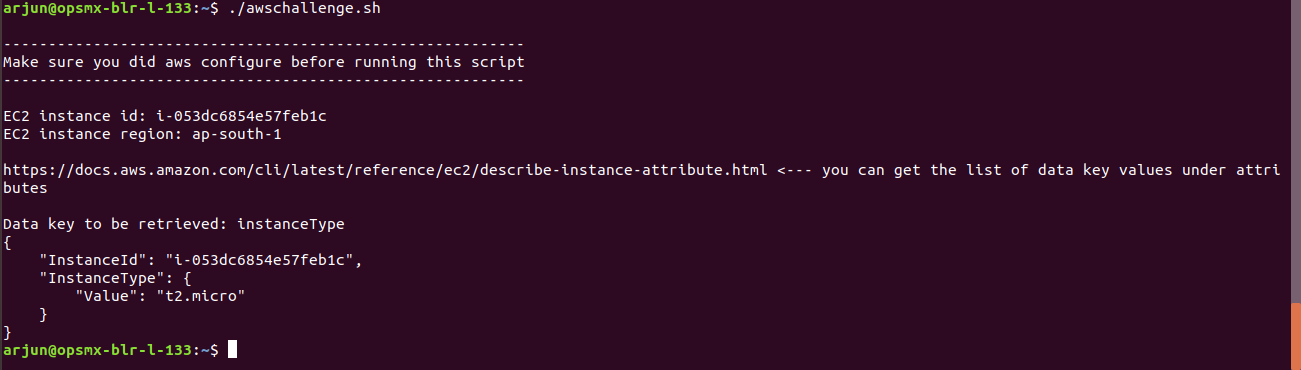 arjun@opsmx-blr-l-133:~$ ./awschallenge.sh
----------------------------------------------------------
Make sure you did aws configure before running this script
----------------------------------------------------------
EC2 instance id: i-053dc6854e57feb1c
EC2 instance region: ap-south-1
https://docs.aws.amazon.com/cli/latest/reference/ec2/describe-instance-attribute.html <--- you can get the list of data key values under attri
butes
Data key to be retrieved: instanceType
{
    "InstanceId": "i-053dc6854e57feb1c",
    "InstanceType": {
        "Value": "t2.micro"
    }
}
arjun@opsmx-blr-l-133:~$